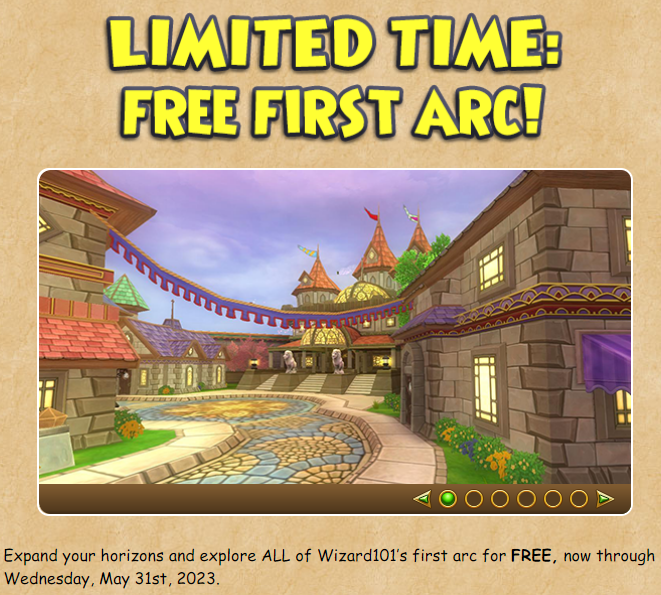 LIMITED TIME:
FREE FIRST ARC!
Expand your horizons and explore ALL of Wizard101's first arc for FREE, now through
Wednesday, May 31st, 2023.